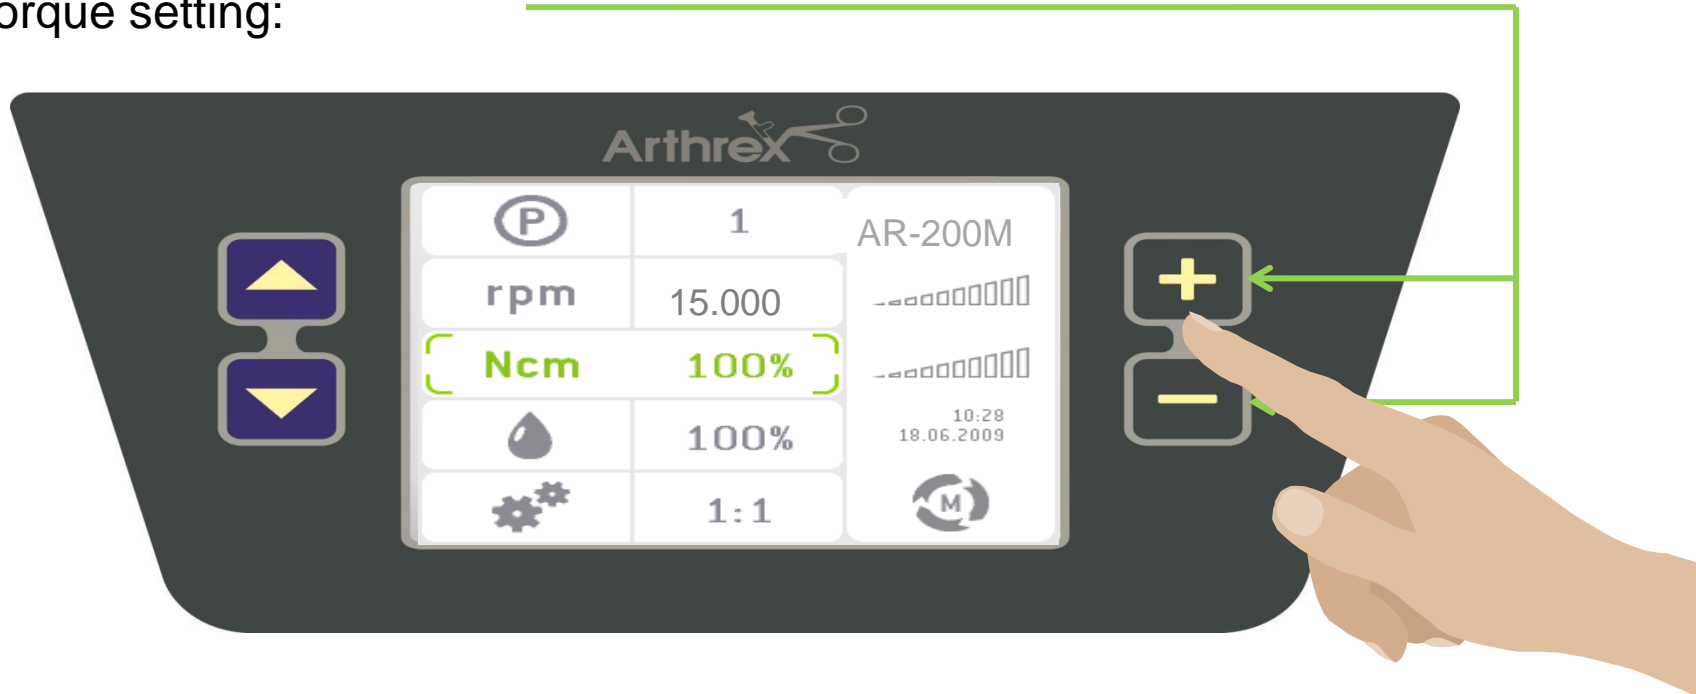 orque setting:
Arthrex
P 1 AR-200M
rpm 15.000
Ncm 100%
100% 10:28
18.06.2009
1:1 M